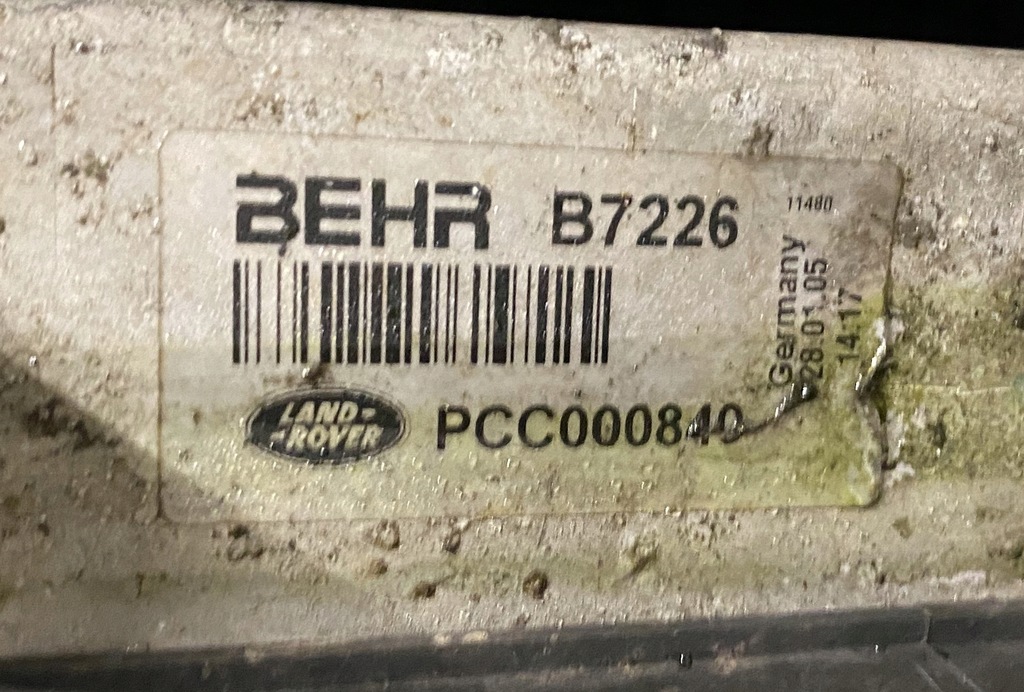 BEHR B7226
11480
LAND-
-ROVER
PCC000840
Germany
28.01.05
14:17